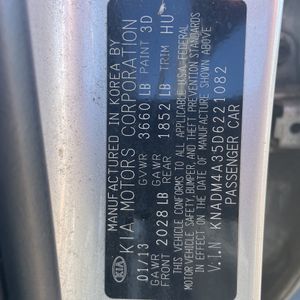 MANUFACTURED IN KOREA BY
KIA KIA MOTORS CORPORATION
01/13 GVWR 3660 LB PAINT 3D
GAWR FRONT 2028 LB GAWR REAR 1852 LB TRIM HU
THIS VEHICLE CONFORMS TO ALL APPLICABLE U.S.A. FEDERAL
MOTOR VEHICLE SAFETY, BUMPER, AND THEFT PREVENTION STANDARDS
IN EFFECT ON THE DATE OF MANUFACTURE SHOWN ABOVE
V.I.N KNADM4A35D6221082
PASSENGER CAR